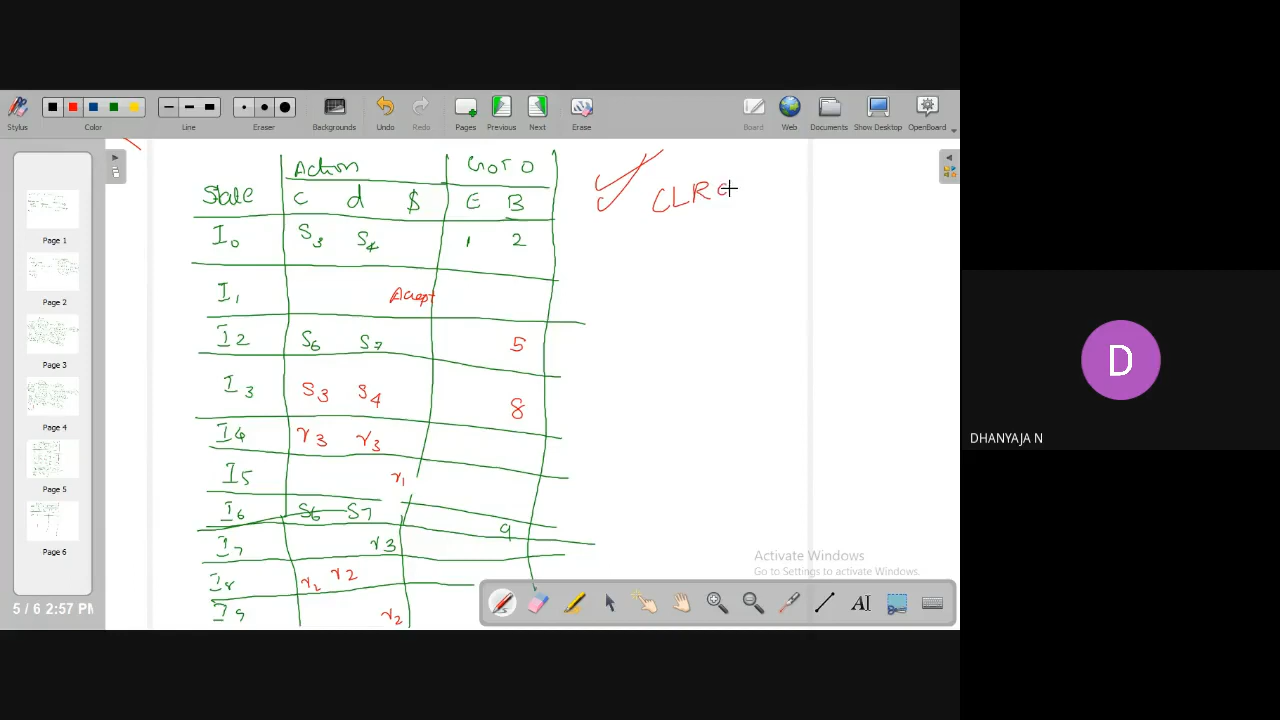 Stylus Color Line Eraser Backgrounds Undo Redo Pages Previous Next Erase Board Web Documents Show Desktop OpenBoard
Page 1
Page 2
Page 3
Page 4
Page 5
Page 6
5 / 6 2:57 PM
Action GOTO
State c d $ E B
I0 S3 S4 1 2
I1 Accept
I2 S6 S7 5
I3 S3 S4 8
I4 r3 r3
I5 r1
I6 S6 S7 9
I7 r3
I8 r2 r2
I9 r2
CLR
DHANYAJA N
D
Activate Windows
Go to Settings to activate Windows.
AI